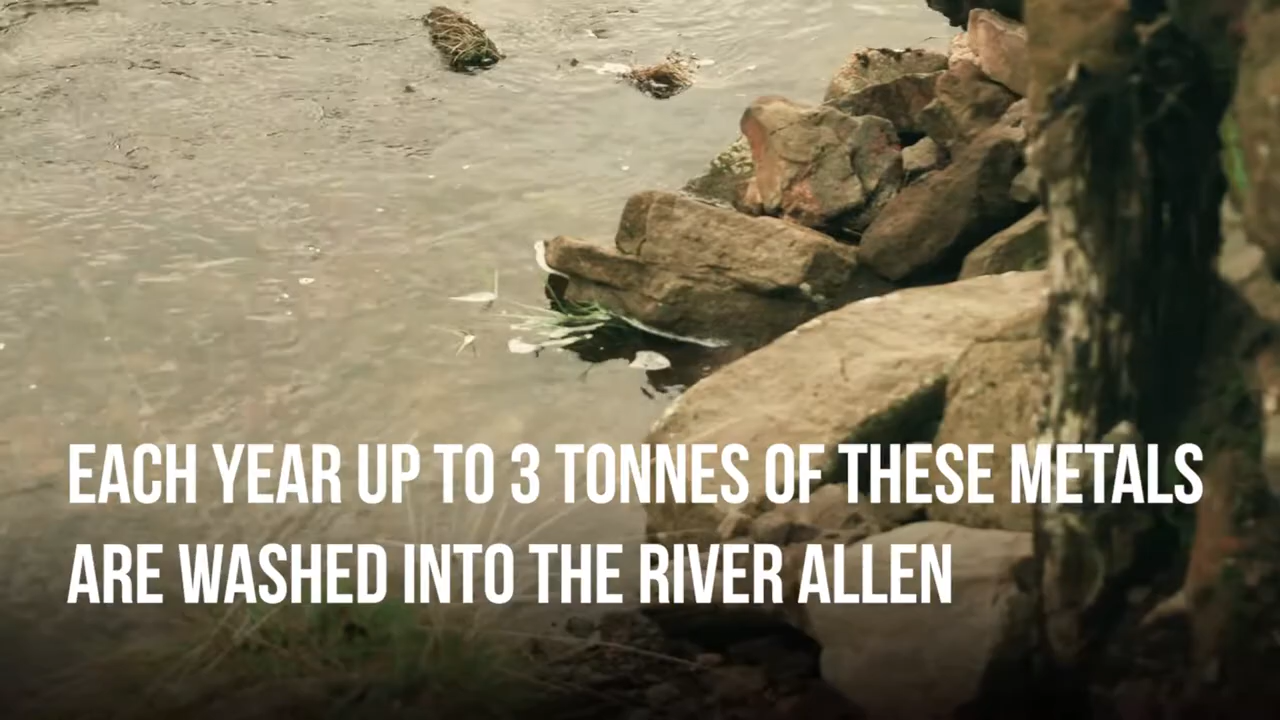 EACH YEAR UP TO 3 TONNES OF THESE METALS
ARE WASHED INTO THE RIVER ALLEN